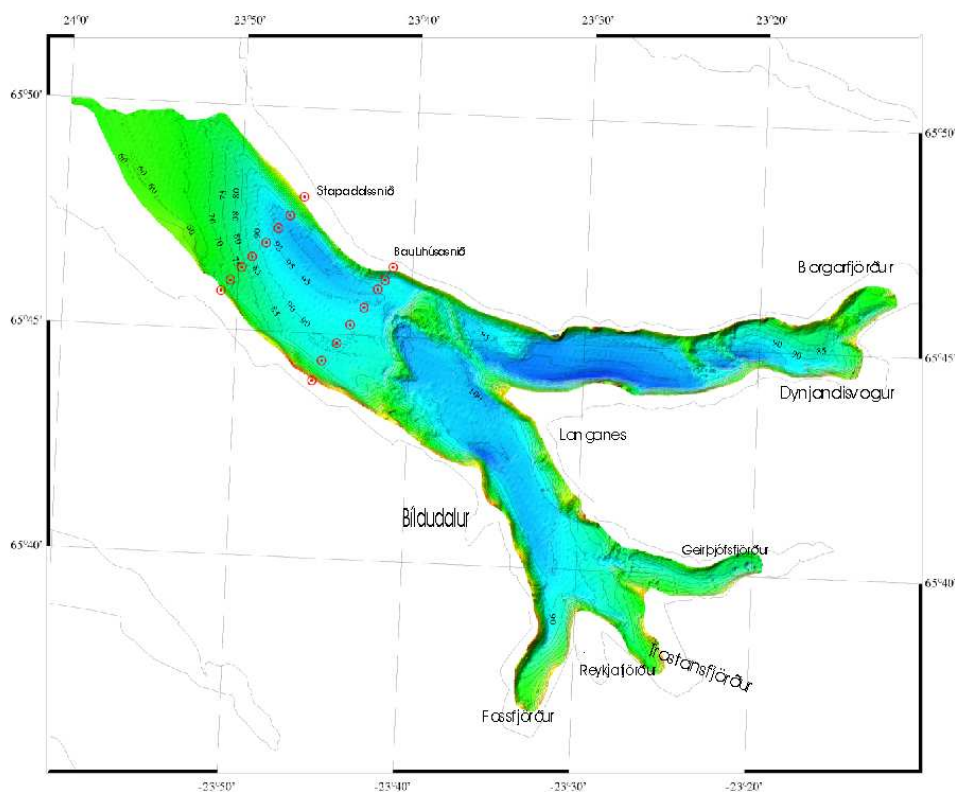 24°0'
23°50'
23°40'
23°30'
23°20'
65°50'
65°50'
Stapadalssnið
Bauluhúsasnið
Borgarfjörður
65°45'
65°45'
Dynjandisvogur
Langanes
Bíldudalur
65°40'
Geirþjófsfjörður
65°40'
Trostansfjörður
Reykjafjörður
Fossfjörður
-23°50'
-23°40'
-23°30'
-23°20'